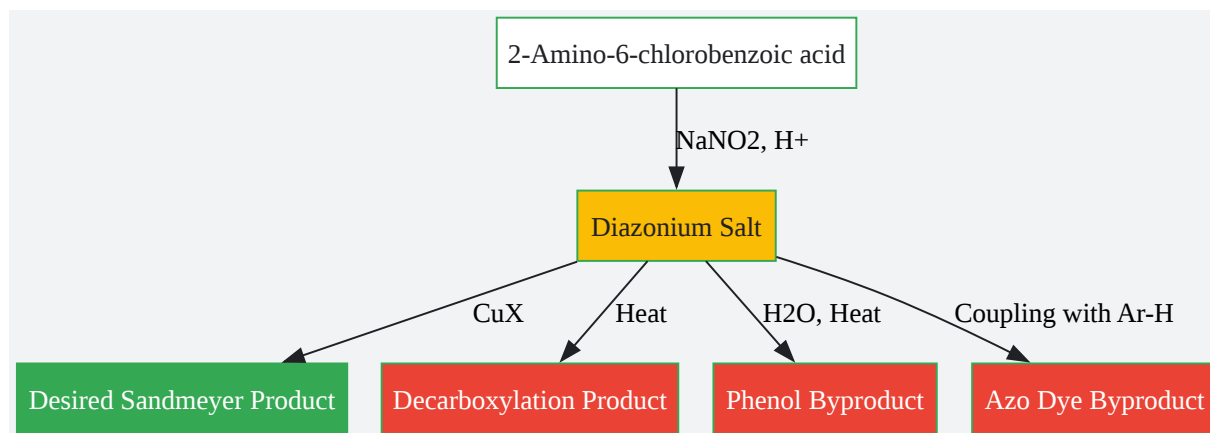 2-Amino-6-chlorobenzoic acid
NaNO2, H+
Diazonium Salt
CuX
Heat
H2O, Heat
Coupling with Ar-H
Desired Sandmeyer Product
Decarboxylation Product
Phenol Byproduct
Azo Dye Byproduct